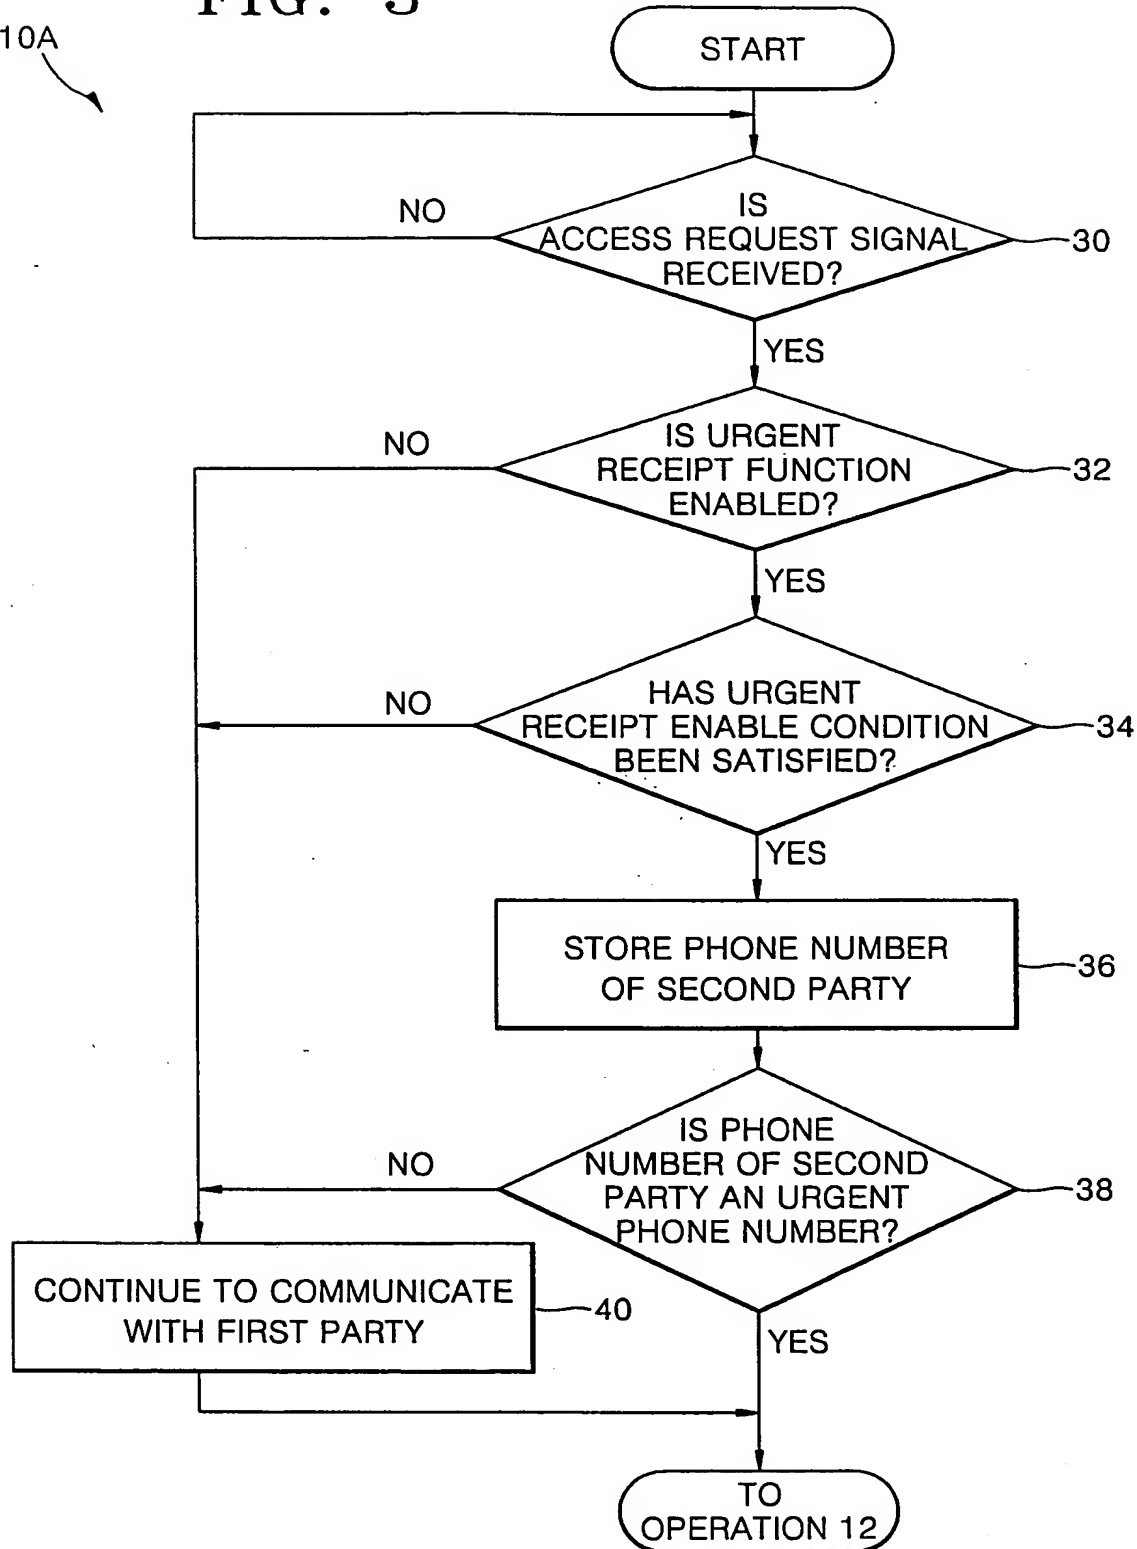 FIG. 3
10A
START
IS
ACCESS REQUEST SIGNAL
RECEIVED?
NO
30
YES
IS URGENT
RECEIPT FUNCTION
ENABLED?
NO
32
YES
HAS URGENT
RECEIPT ENABLE CONDITION
BEEN SATISFIED?
NO
34
YES
STORE PHONE NUMBER
OF SECOND PARTY
36
IS PHONE
NUMBER OF SECOND
PARTY AN URGENT
PHONE NUMBER?
NO
38
CONTINUE TO COMMUNICATE
WITH FIRST PARTY
40
YES
TO
OPERATION 12